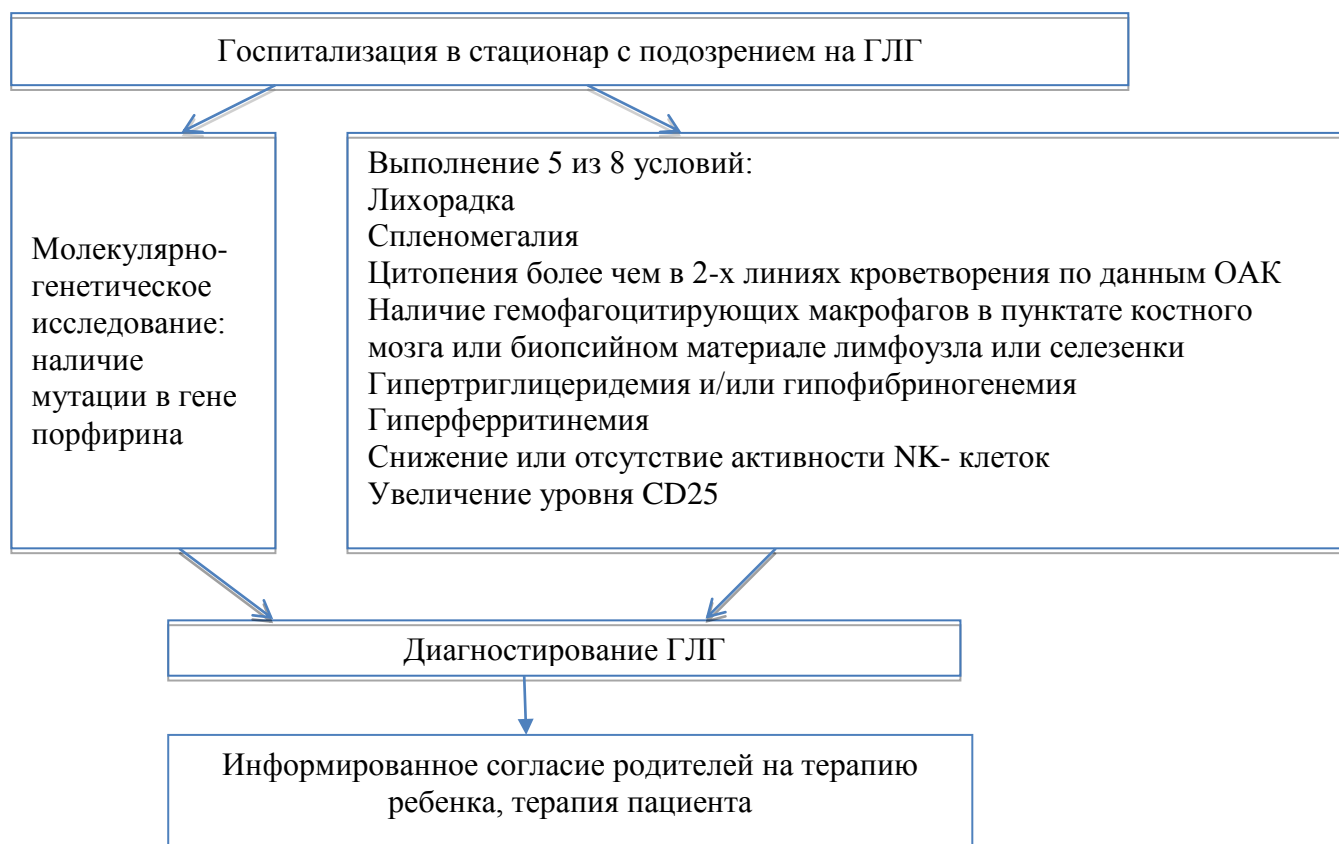 Госпитализация в стационар с подозрением на ГЛГ
Молекулярно-
генетическое
исследование:
наличие
мутации в гене
порфирина
Выполнение 5 из 8 условий:
Лихорадка
Спленомегалия
Цитопения более чем в 2-х линиях кроветворения по данным ОАК
Наличие гемофагоцитирующих макрофагов в пунктате костного
мозга или биопсийном материале лимфоузла или селезенки
Гипертриглицеридемия и/или гипофибриногенемия
Гиперферритинемия
Снижение или отсутствие активности NK- клеток
Увеличение уровня CD25
Диагностирование ГЛГ
Информированное согласие родителей на терапию
ребенка, терапия пациента